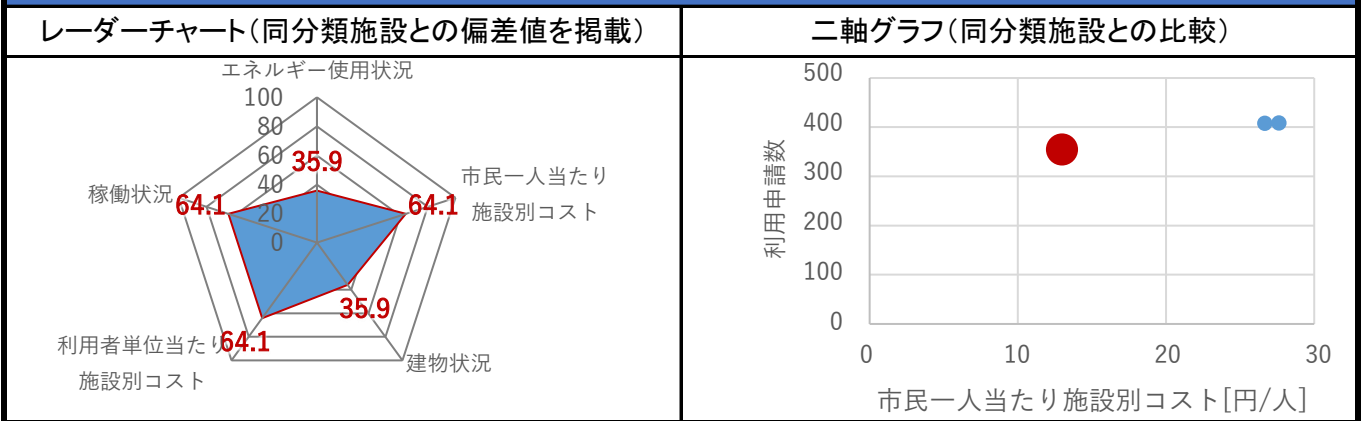 レーダーチャート（同分類施設との偏差値を掲載）
エネルギー使用状況
100
80
60
40
20
0
35.9
市民一人当たり
施設別コスト
64.1
35.9
建物状況
64.1
利用者単位当たり
施設別コスト
稼働状況
64.1
二軸グラフ（同分類施設との比較）
500
400
300
200
100
0
利用申請数
0
10
20
30
市民一人当たり施設別コスト[円/人]